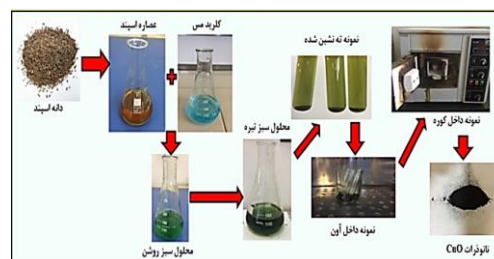 دانه اسپند
عصاره اسپند
کلرید مس
محلول سبز روشن
محلول سبز تیره
نمونه ته نشین شده
نمونه داخل آون
نمونه داخل کوره
نانوذرات CuO